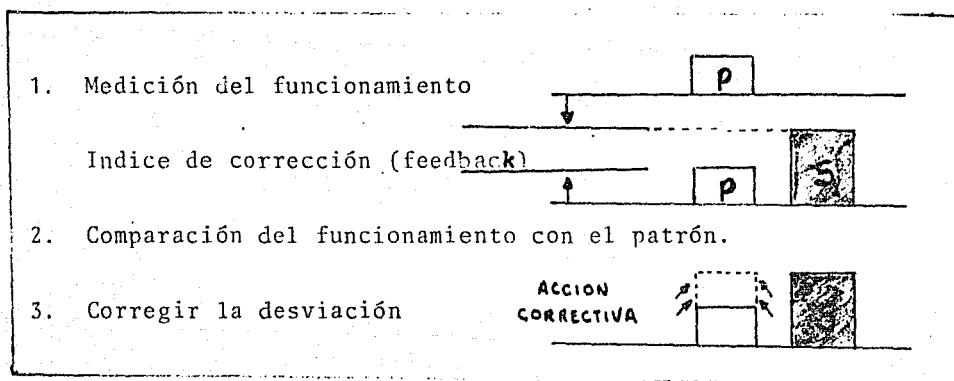 1. Medición del funcionamiento
P
Indice de corrección (feedback)
P S
2. Comparación del funcionamiento con el patrón.
3. Corregir la desviación
ACCION
CORRECTIVA